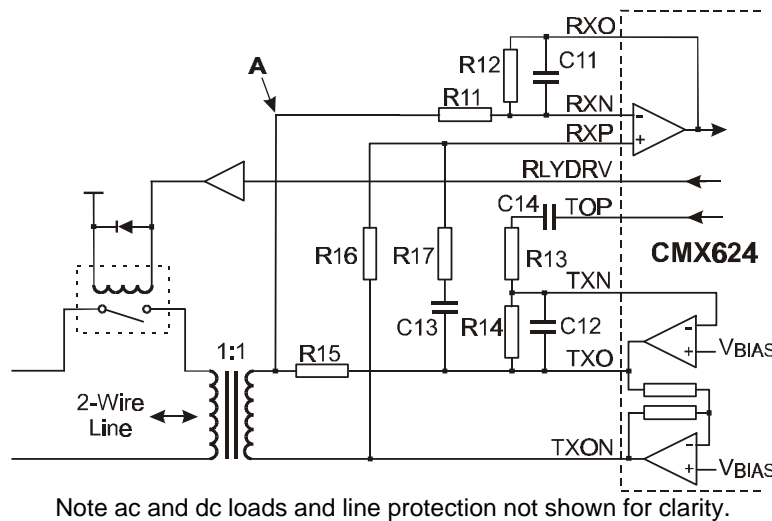 RXO
R12
C11
A
R11
RXN
RXP
RLYDRV
C14
TOP
R16
R17
R13
CMX624
TXN
C13
R14
C12
VBIAS
1:1
R15
TXO
2-Wire
Line
TXON
VBIAS
Note ac and dc loads and line protection not shown for clarity.